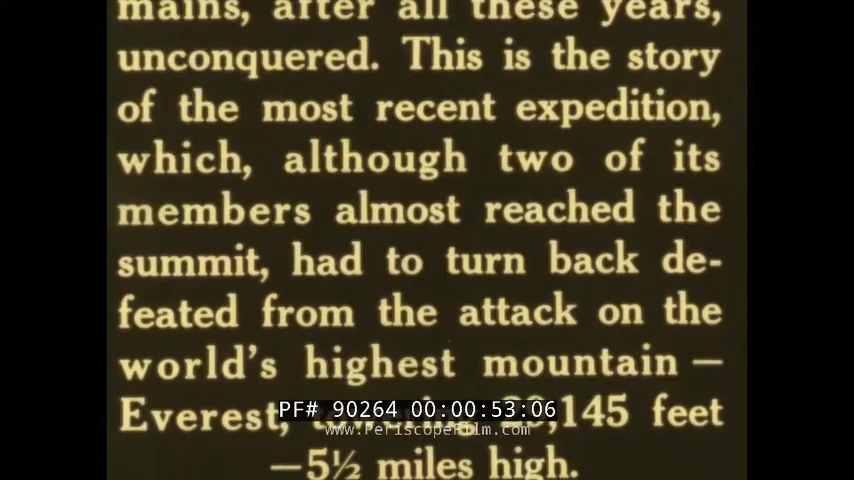 mains, after all these years,
unconquered. This is the story
of the most recent expedition,
which, although two of its
members almost reached the
summit, had to turn back de-
feated from the attack on the
world's highest mountain —
Everest, 29,145 feet
PF# 90264 00:00:53:06
www.PeriscopeFilm.com
—5½ miles high.